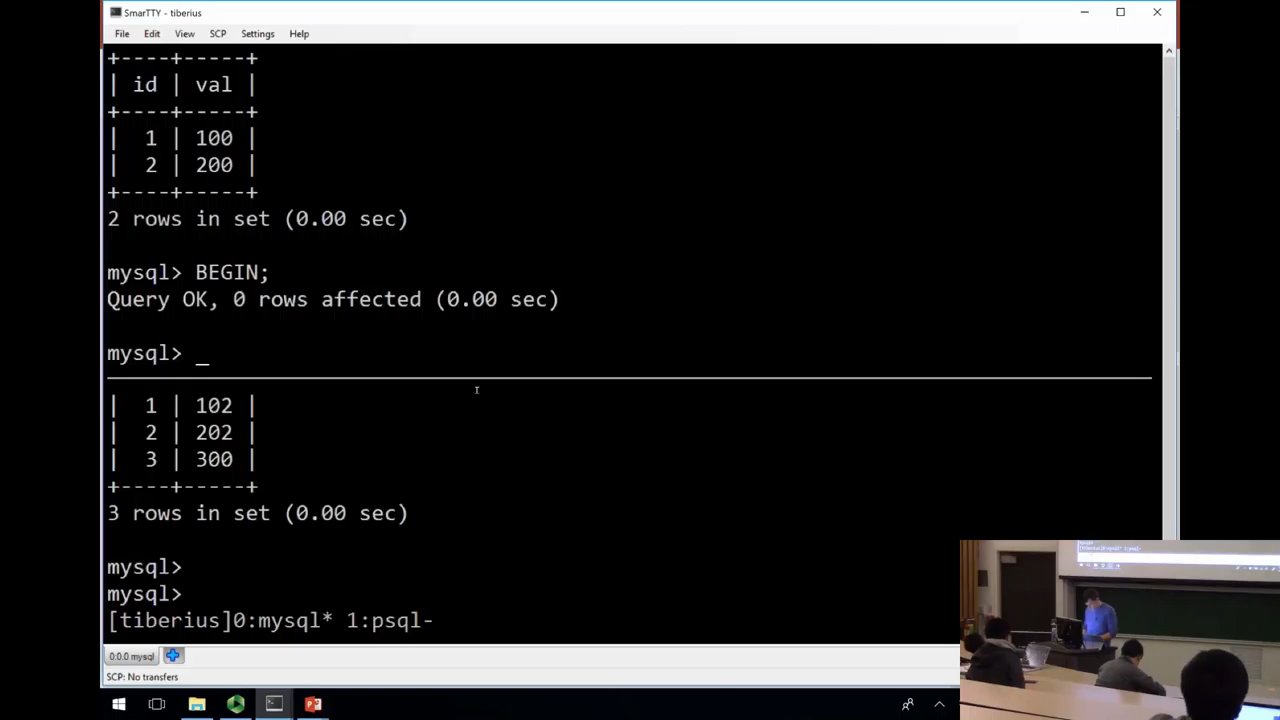 SmarTTY - tiberius
File Edit View SCP Settings Help
+----+-----+
| id | val |
+----+-----+
| 1 | 100 |
| 2 | 200 |
+----+-----+
2 rows in set (0.00 sec)
mysql> BEGIN;
Query OK, 0 rows affected (0.00 sec)
mysql> _
| 1 | 102 |
| 2 | 202 |
| 3 | 300 |
+----+-----+
3 rows in set (0.00 sec)
mysql>
mysql>
[tiberius]0:mysql* 1:psql-
0:0.0 mysql
SCP: No transfers